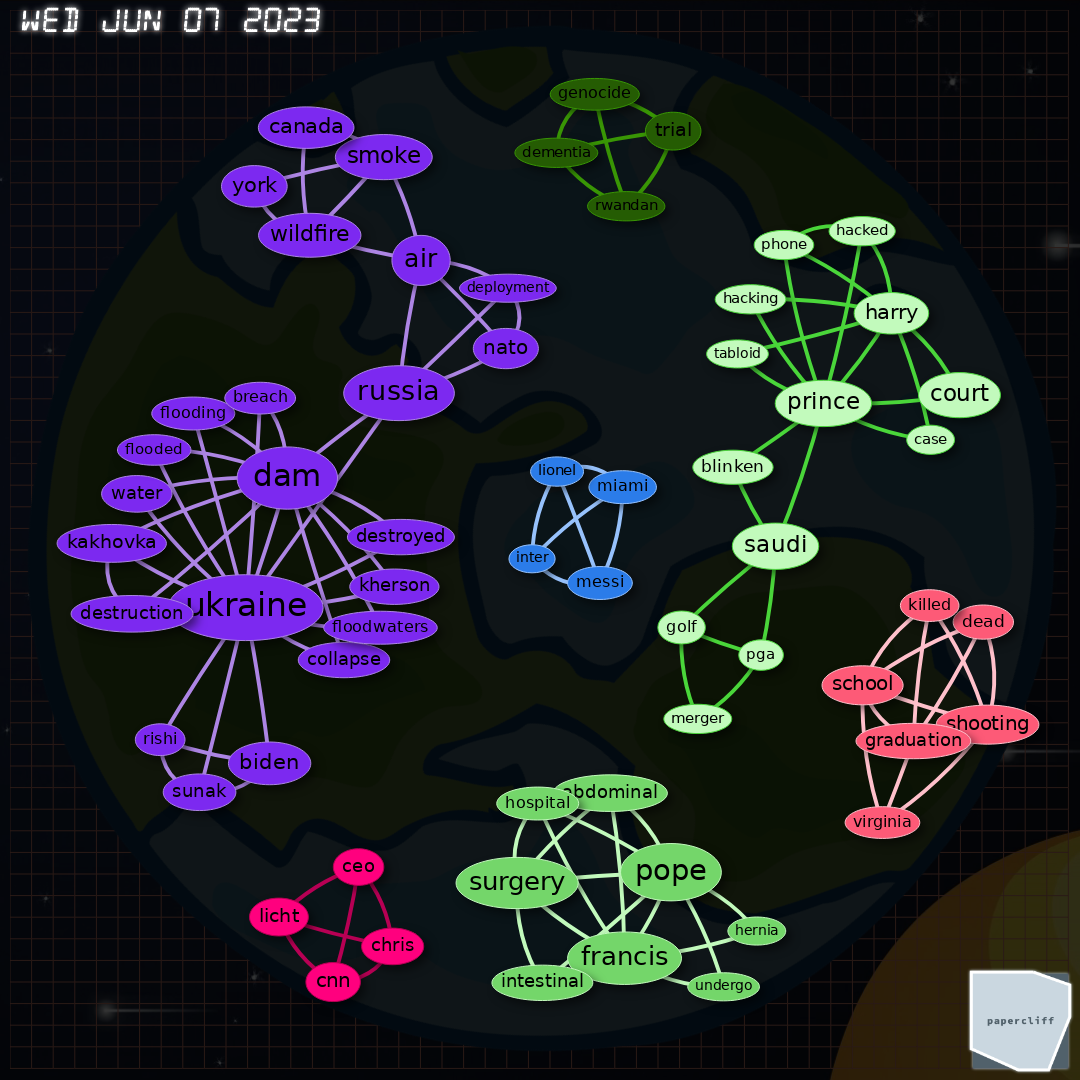 WED JUN 07 2023
genocide
canada
trial
smoke
dementia
york
rwandan
hacked
wildfire
phone
air
deployment
hacking
harry
nato
tabloid
russia
court
breach
prince
flooding
case
flooded
blinken
lionel
dam
miami
water
destroyed
kakhovka
saudi
inter
messi
kherson
killed
ukraine
destruction
dead
floodwaters
golf
pga
collapse
school
merger
shooting
rishi
graduation
biden
sunak
abdominal
hospital
virginia
ceo
pope
surgery
licht
hernia
chris
francis
cnn
intestinal
undergo
papercliff